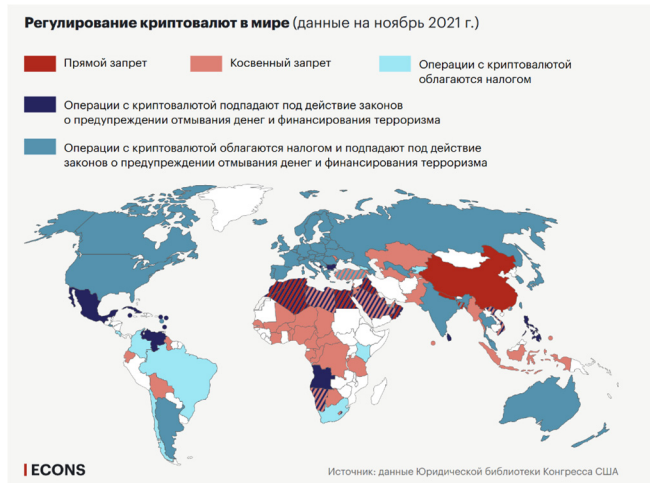 Регулирование криптовалют в мире (данные на ноябрь 2021 г.)
Прямой запрет
Косвенный запрет
Операции с криптовалютой
облагаются налогом
Операции с криптовалютой подпадают под действие законов
о предупреждении отмывания денег и финансирования терроризма
Операции с криптовалютой облагаются налогом и подпадают под действие
законов о предупреждении отмывания денег и финансирования терроризма
ECONS
Источник: данные Юридической библиотеки Конгресса США